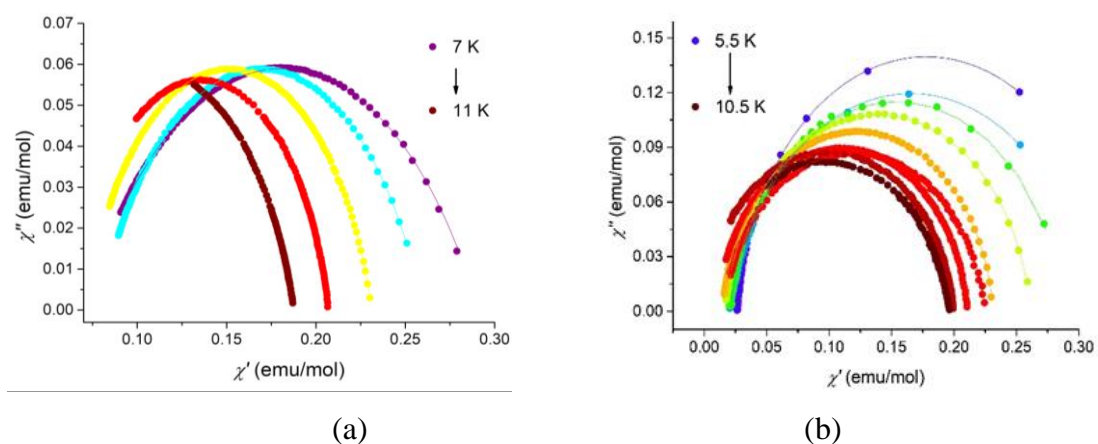 0.07
0.06
0.05
0.04
0.03
0.02
0.01
0.00
χ" (emu/mol)
0.10 0.15 0.20 0.25 0.30
χ' (emu/mol)
7 K
11 K
(a)
0.15
0.12
0.09
0.06
0.03
0.00
χ" (emu/mol)
0.00 0.05 0.10 0.15 0.20 0.25 0.30
χ' (emu/mol)
5.5 K
10.5 K
(b)